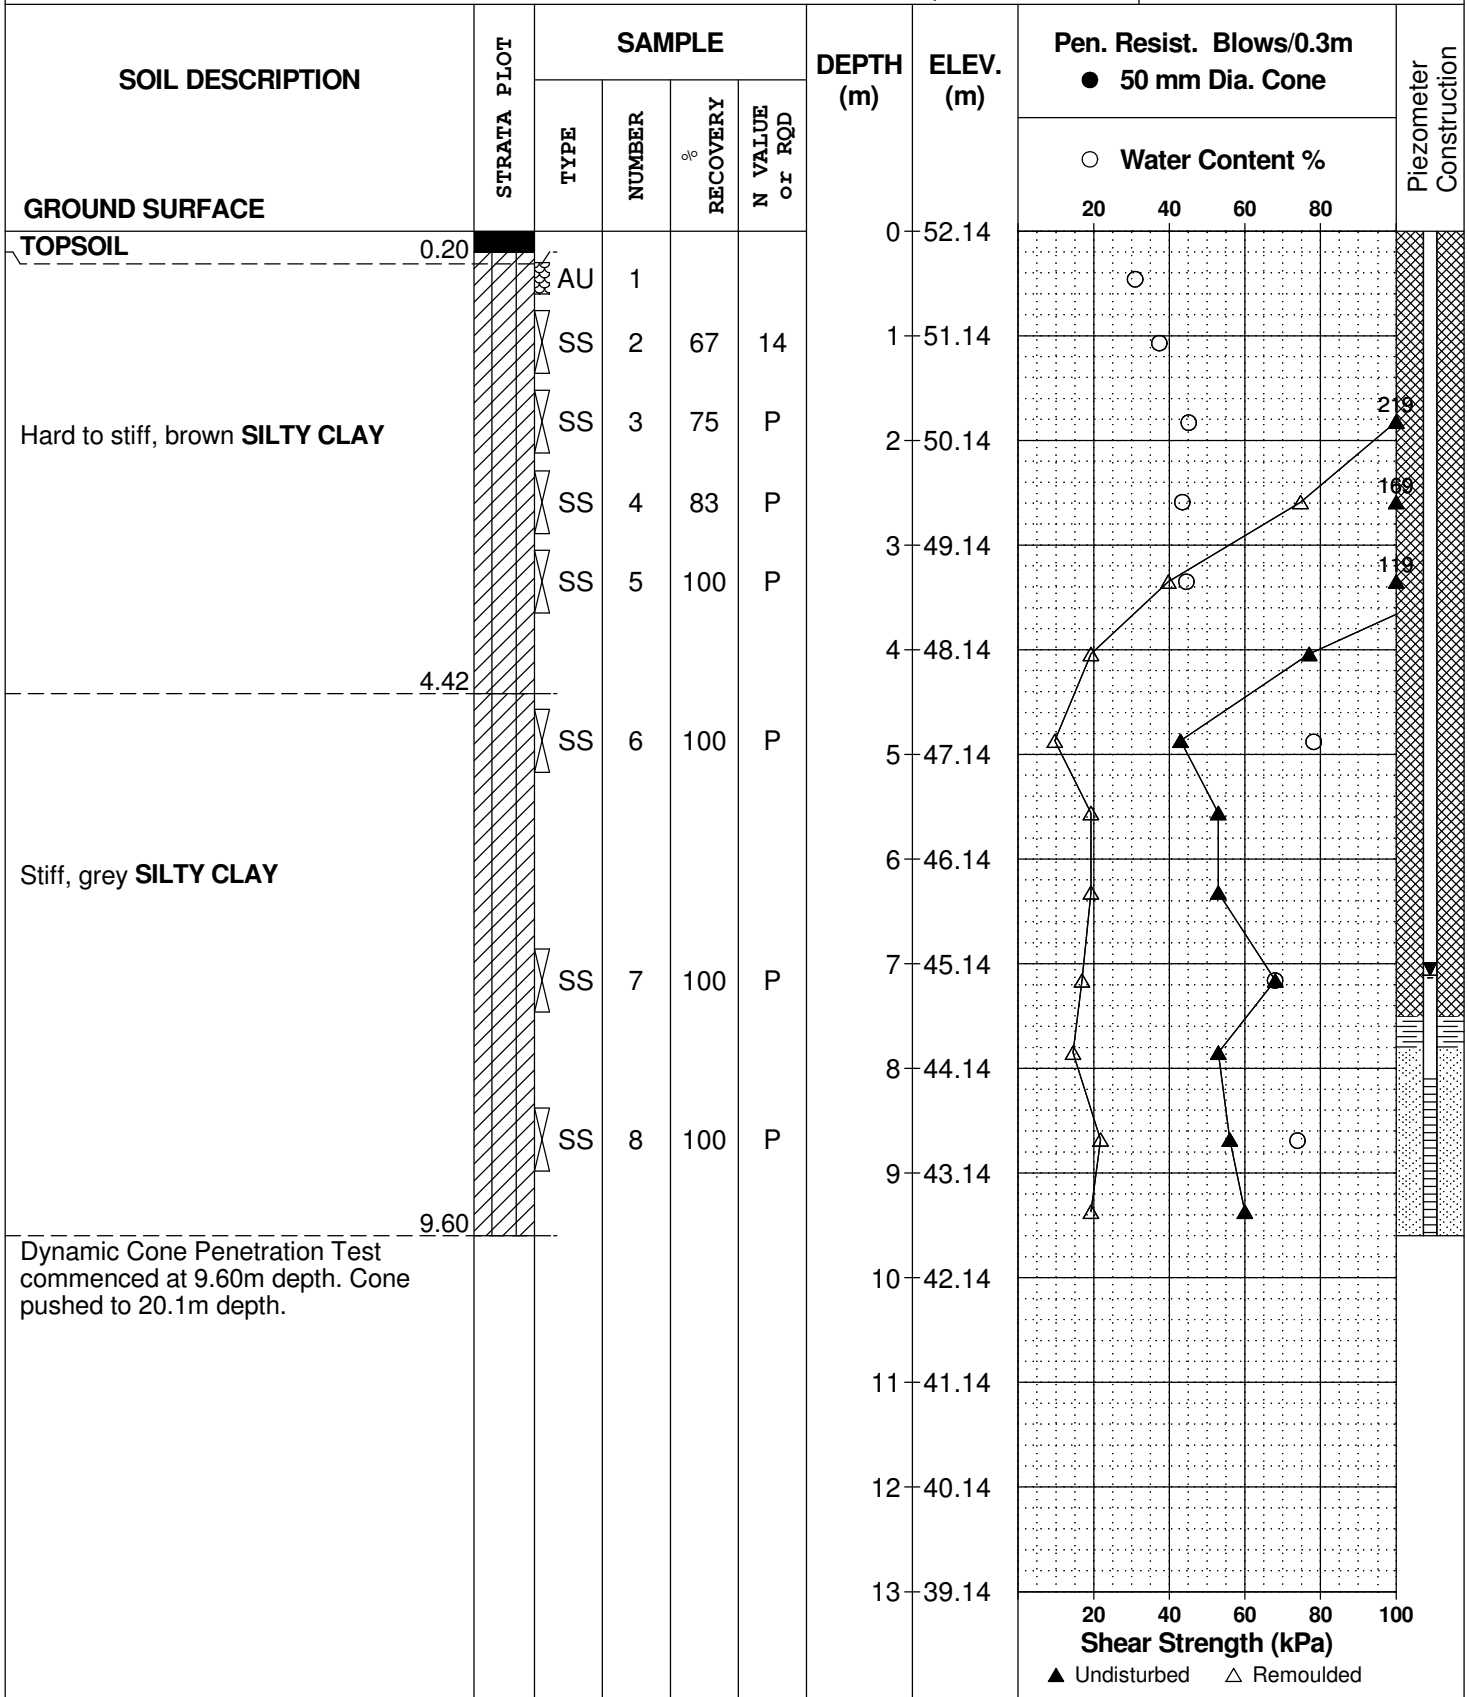 SOIL DESCRIPTION
GROUND SURFACE
STRATA PLOT
SAMPLE
TYPE
NUMBER
% RECOVERY
N VALUE or RQD
DEPTH
(m)
ELEV.
(m)
Pen. Resist. Blows/0.3m
● 50 mm Dia. Cone
○ Water Content %
20 40 60 80
Piezometer
Construction
0 52.14
TOPSOIL 0.20
AU 1
1 51.14
SS 2 67 14
219
SS 3 75 P
Hard to stiff, brown SILTY CLAY
2 50.14
169
SS 4 83 P
3 49.14
119
SS 5 100 P
4 48.14
4.42
SS 6 100 P
5 47.14
6 46.14
Stiff, grey SILTY CLAY
7 45.14
SS 7 100 P
8 44.14
SS 8 100 P
9 43.14
9.60
Dynamic Cone Penetration Test
commenced at 9.60m depth. Cone
pushed to 20.1m depth.
10 42.14
11 41.14
12 40.14
13 39.14
20 40 60 80 100
Shear Strength (kPa)
▲ Undisturbed △ Remoulded